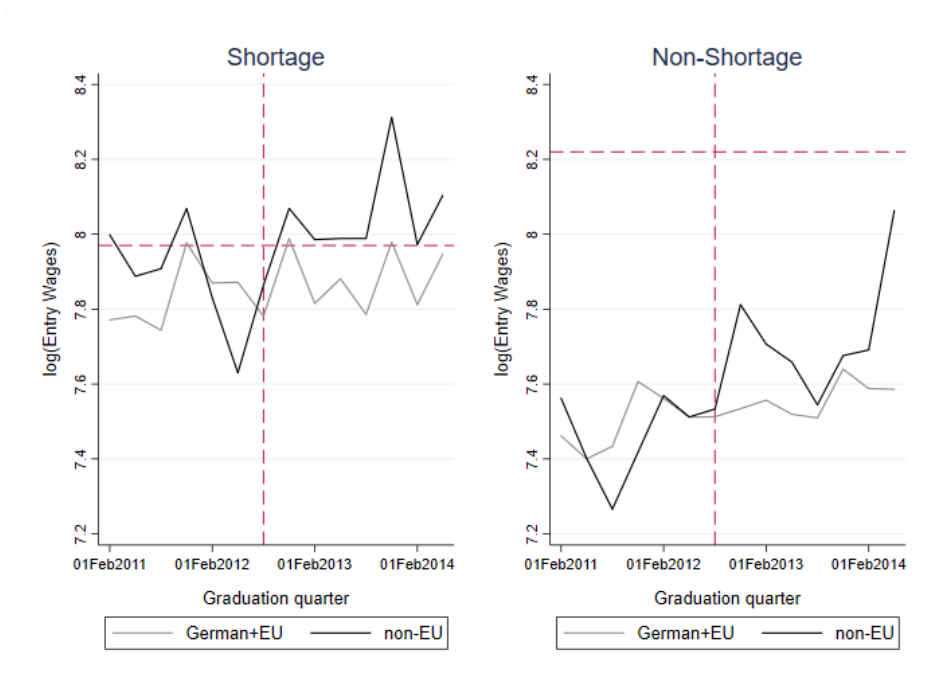 Shortage
log(Entry Wages)
8.4
8.2
8
7.8
7.6
7.4
7.2
01Feb2011 01Feb2012 01Feb2013 01Feb2014
Graduation quarter
German+EU non-EU
Non-Shortage
log(Entry Wages)
8.4
8.2
8
7.8
7.6
7.4
7.2
01Feb2011 01Feb2012 01Feb2013 01Feb2014
Graduation quarter
German+EU non-EU